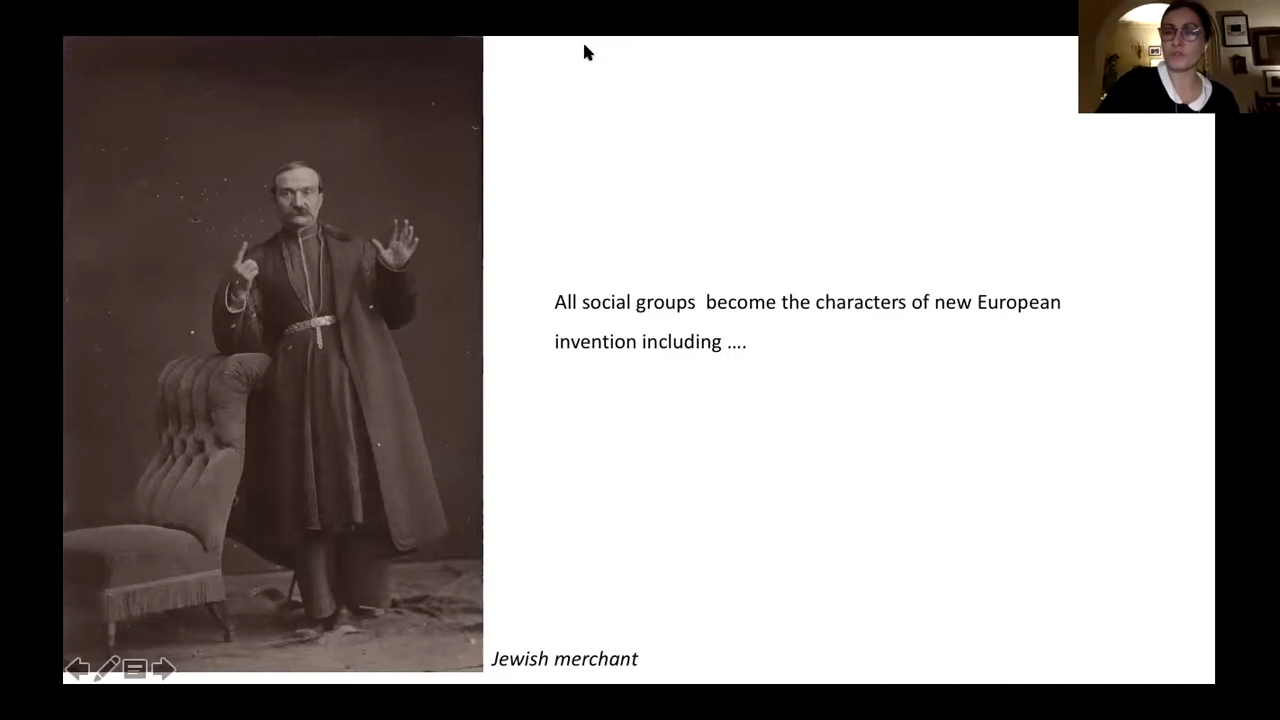 All social groups  become the characters of new European
invention including ....
Jewish merchant